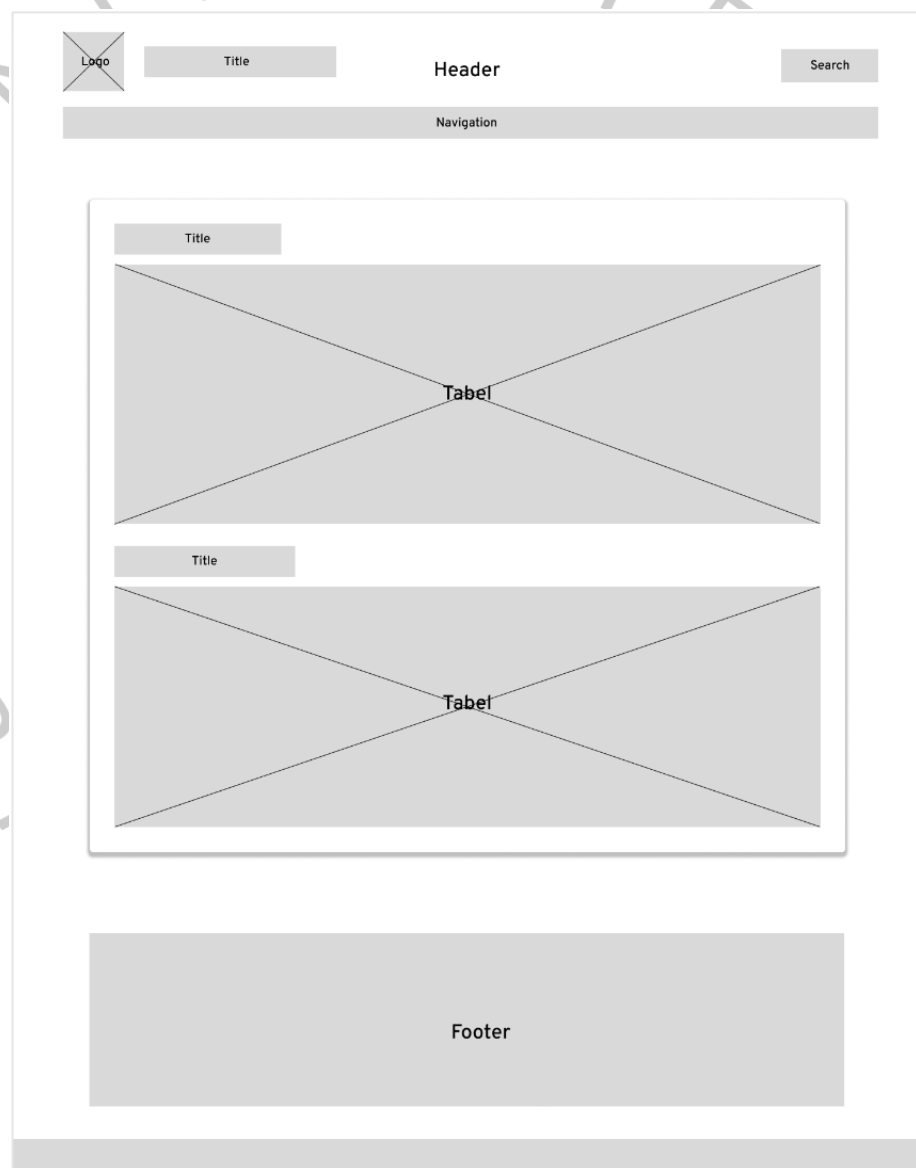 Logo
Title
Header
Search
Navigation
Title
Tabel
Title
Tabel
Footer